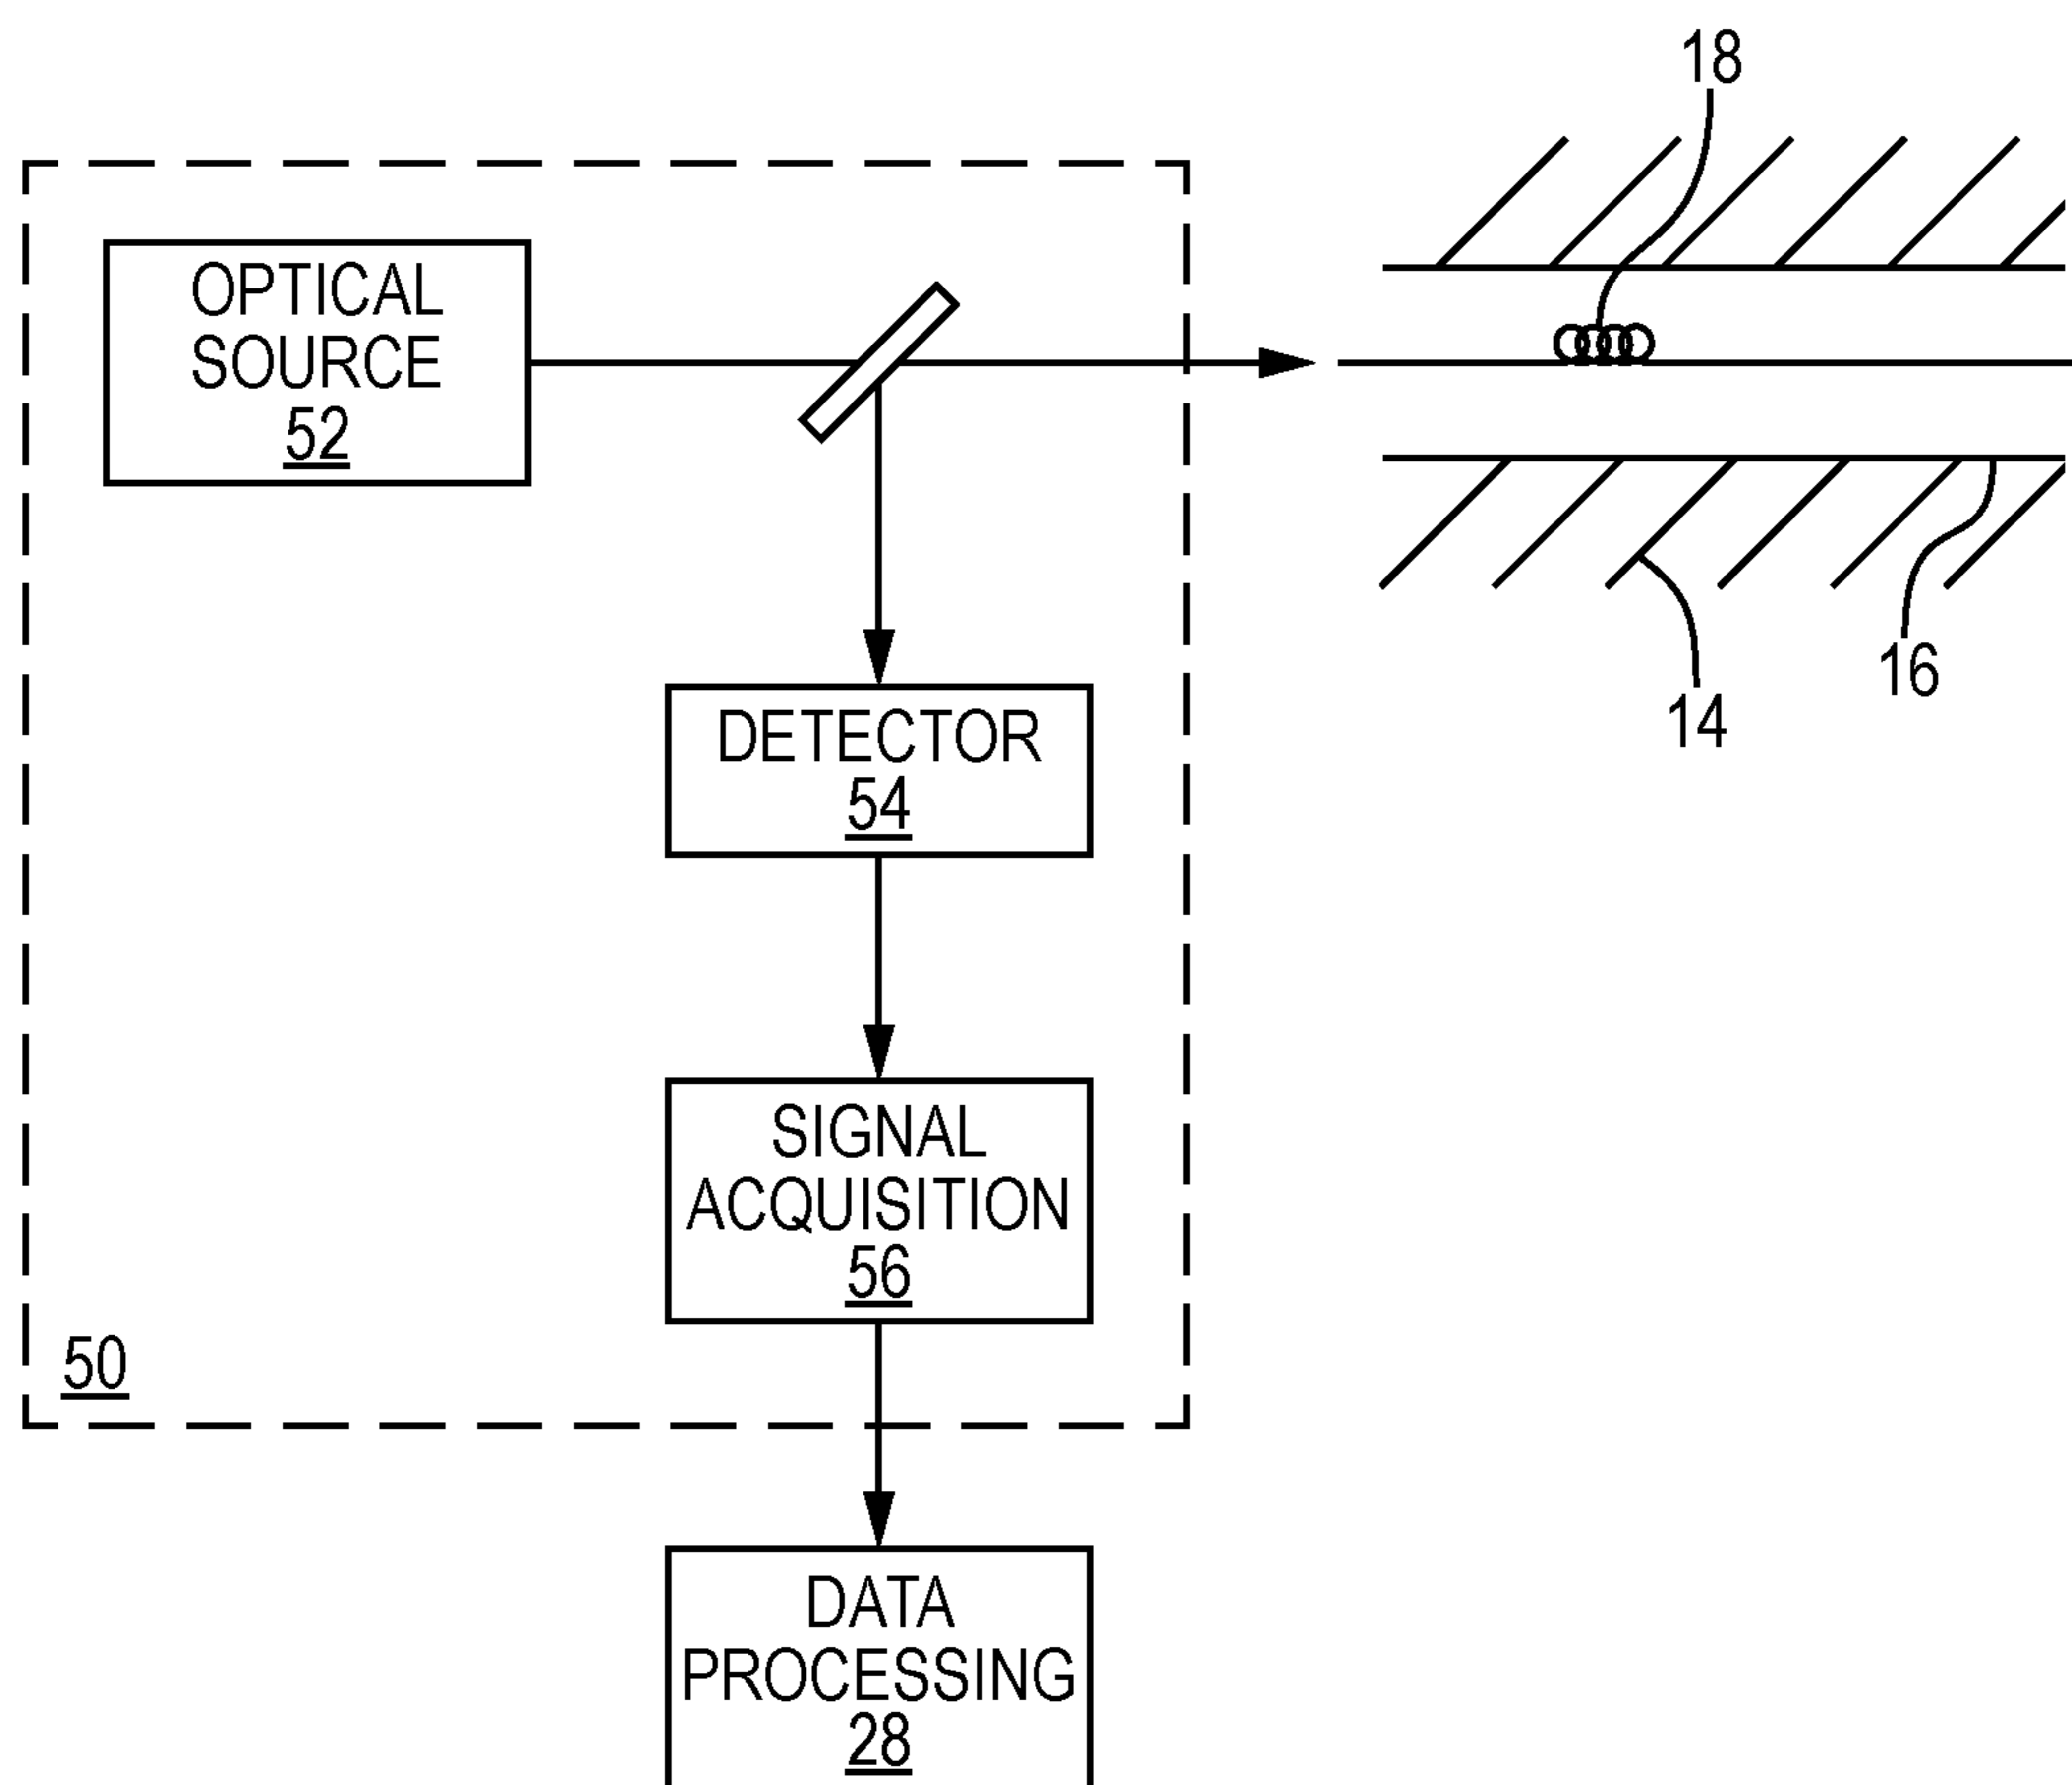 18
OPTICAL
SOURCE
52
16
14
DETECTOR
54
SIGNAL
ACQUISITION
56
50
DATA
PROCESSING
28